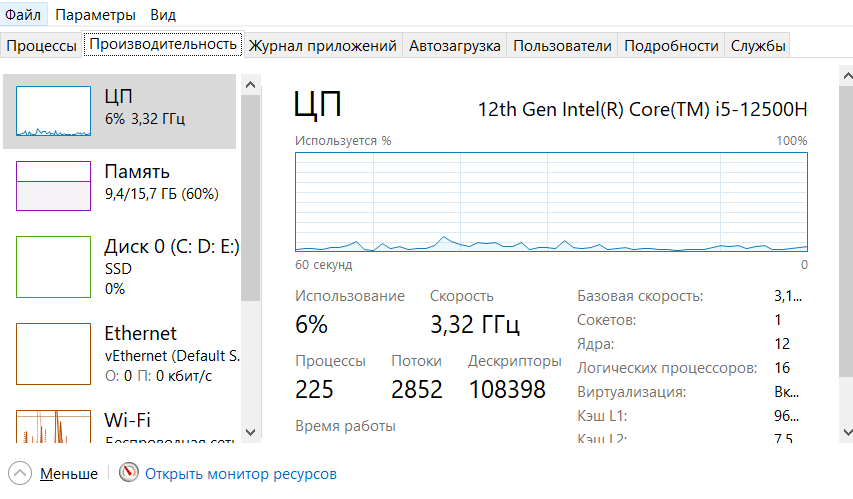 Файл Параметры Вид
Процессы Производительность Журнал приложений Автозагрузка Пользователи Подробности Службы
ЦП
6% 3,32 ГГц
Память
9,4/15,7 ГБ (60%)
Диск 0 (C: D: E:)
SSD
0%
Ethernet
vEthernet (Default S.
О: 0 П: 0 кбит/с
Wi-Fi
Беспроводная сеть
ЦП 12th Gen Intel(R) Core(TM) i5-12500H
Используется % 100%
60 секунд 0
Использование Скорость
6% 3,32 ГГц
Процессы Потоки Дескрипторы
225 2852 108398
Время работы
Базовая скорость: 3,1...
Сокетов: 1
Ядра: 12
Логических процессоров: 16
Виртуализация: Вк...
Кэш L1: 96...
Кэш L2: 7,5
Меньше Открыть монитор ресурсов